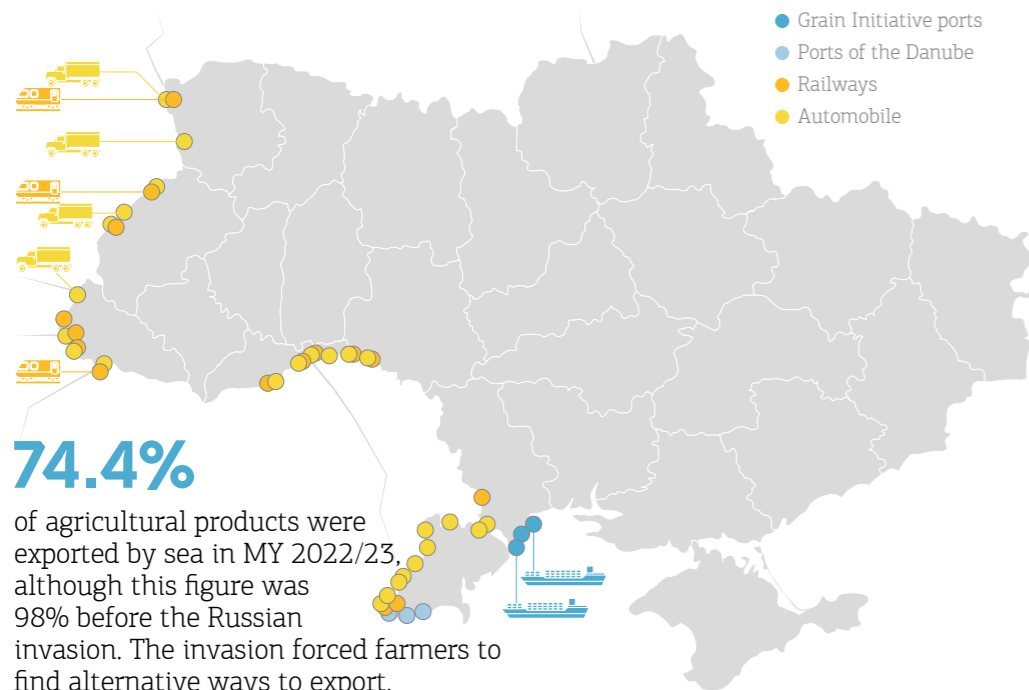 Grain Initiative ports
Ports of the Danube
Railways
Automobile
74.4%
of agricultural products were
exported by sea in MY 2022/23,
although this figure was
98% before the Russian
invasion. The invasion forced farmers to
find alternative ways to export.